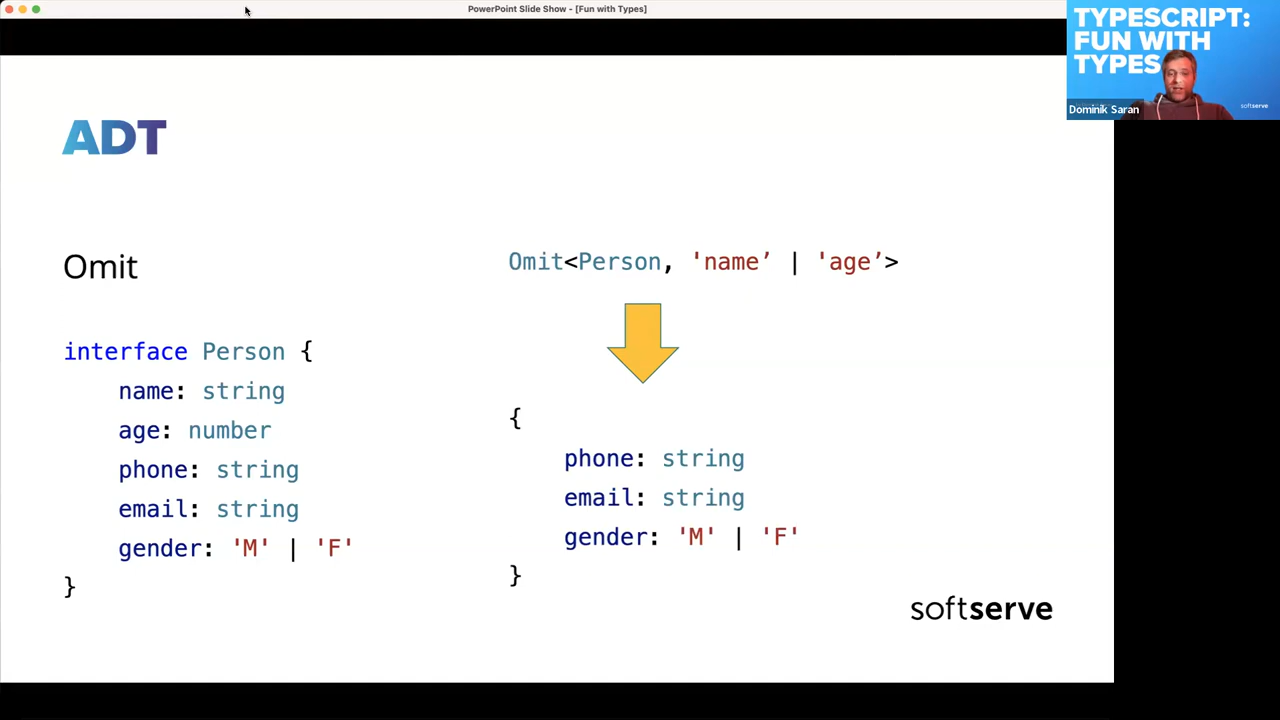 PowerPoint Slide Show - [Fun with Types]
TYPESCRIPT:
FUN WITH
TYPES
Dominik Saran
softserve
ADT
Omit
interface Person {
name: string
age: number
phone: string
email: string
gender: 'M' | 'F'
}
Omit<Person, 'name’ | 'age’>
{
phone: string
email: string
gender: 'M' | 'F'
}
softserve